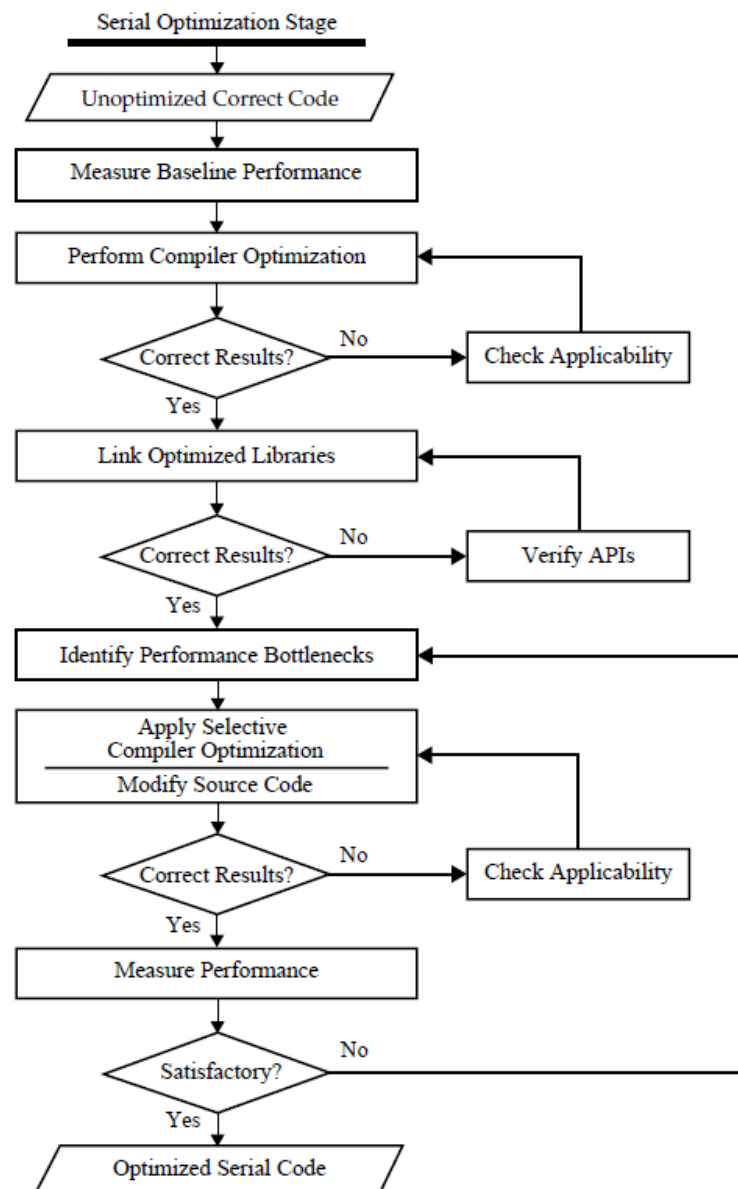 Serial Optimization Stage
Unoptimized Correct Code
Measure Baseline Performance
Perform Compiler Optimization
Correct Results?
No
Check Applicability
Yes
Link Optimized Libraries
Correct Results?
No
Verify APIs
Yes
Identify Performance Bottlenecks
Apply Selective
Compiler Optimization
Modify Source Code
Correct Results?
No
Check Applicability
Yes
Measure Performance
Satisfactory?
No
Yes
Optimized Serial Code